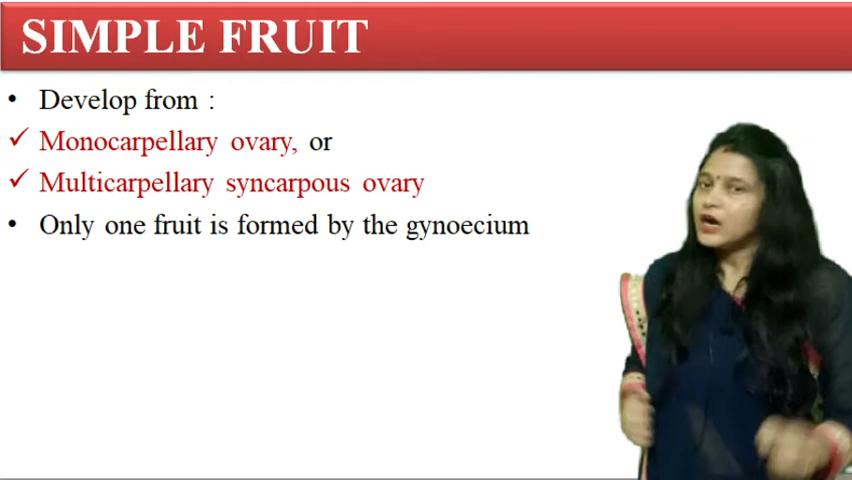 SIMPLE FRUIT
• Develop from :
✓ Monocarpellary ovary, or
✓ Multicarpellary syncarpous ovary
• Only one fruit is formed by the gynoecium